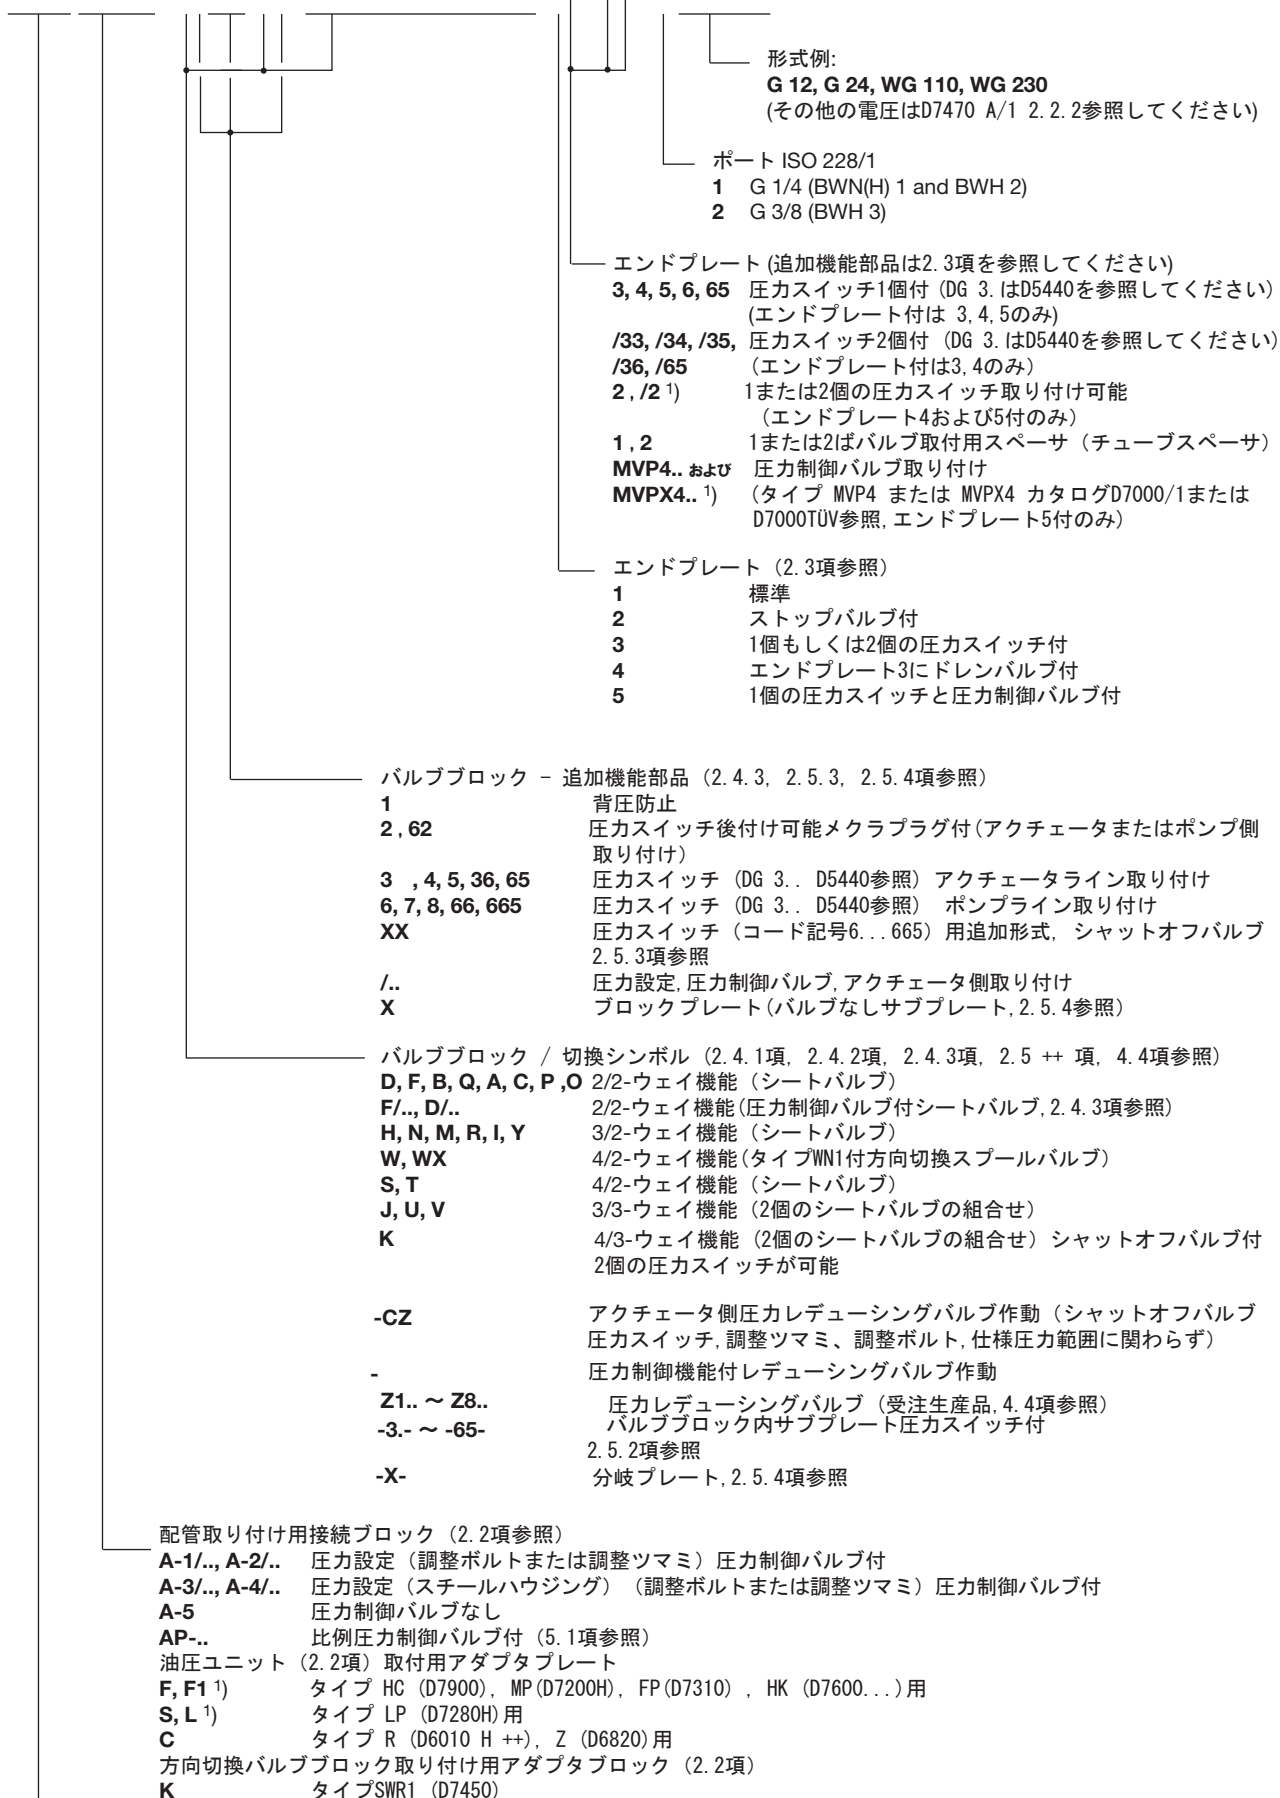 形式例:
G 12, G 24, WG 110, WG 230
(その他の電圧はD7470 A/1 2.2.2参照してください)
ポート ISO 228/1
1 G 1/4 (BWN(H) 1 and BWH 2)
2 G 3/8 (BWH 3)
エンドプレート (追加機能部品は2.3項を参照してください)
3, 4, 5, 6, 65 圧力スイッチ1個付 (DG 3.はD5440を参照してください)
(エンドプレート付は 3,4,5のみ)
/33, /34, /35, 圧力スイッチ2個付 (DG 3.はD5440を参照してください)
/36, /65 (エンドプレート付は3,4のみ)
2 , /2 1) 1または2個の圧力スイッチ取り付け可能
(エンドプレート4および5付のみ)
1 , 2 1または2ばバルブ取付用スペーサ (チューブスペーサ)
MVP4.. および 圧力制御バルブ取り付け
MVPX4.. 1) (タイプ MVP4 または MVPX4 カタログD7000/1または
D7000TÜV参照,エンドプレート5付のみ)
エンドプレート (2.3項参照)
1 標準
2 ストップバルブ付
3 1個もしくは2個の圧力スイッチ付
4 エンドプレート3にドレンバルブ付
5 1個の圧力スイッチと圧力制御バルブ付
バルブブロック - 追加機能部品 (2.4.3, 2.5.3, 2.5.4項参照)
1 背圧防止
2 , 62 圧力スイッチ後付け可能メクラプラグ付(アクチェータまたはポンプ側
取り付け)
3 , 4, 5, 36, 65 圧力スイッチ (DG 3.. D5440参照) アクチェータライン取り付け
6, 7, 8, 66, 665 圧力スイッチ (DG 3.. D5440参照) ポンプライン取り付け
XX 圧力スイッチ (コード記号6...665) 用追加形式, シャットオフバルブ
2.5.3項参照
/.. 圧力設定,圧力制御バルブ,アクチェータ側取り付け
X ブロックプレート(バルブなしサブプレート,2.5.4参照)
バルブブロック / 切換シンボル (2.4.1項, 2.4.2項, 2.4.3項, 2.5 ++ 項, 4.4項参照)
D, F, B, Q, A, C, P ,O 2/2-ウェイ機能 (シートバルブ)
F/.., D/.. 2/2-ウェイ機能(圧力制御バルブ付シートバルブ,2.4.3項参照)
H, N, M, R, I, Y 3/2-ウェイ機能 (シートバルブ)
W, WX 4/2-ウェイ機能(タイプWN1付方向切換スプールバルブ)
S, T 4/2-ウェイ機能 (シートバルブ)
J, U, V 3/3-ウェイ機能 (2個のシートバルブの組合せ)
K 4/3-ウェイ機能 (2個のシートバルブの組合せ) シャットオフバルブ付
2個の圧力スイッチが可能
-CZ アクチェータ側圧力レデューシングバルブ作動 (シャットオフバルブ
圧力スイッチ,調整ツマミ、調整ボルト,仕様圧力範囲に関わらず)
- 圧力制御機能付レデューシングバルブ作動
Z1.. ~ Z8.. 圧力レデューシングバルブ (受注生産品,4.4項参照)
-3.- ~ -65- バルブブロック内サブプレート圧力スイッチ付
2.5.2項参照
-X- 分岐プレート,2.5.4項参照
配管取り付け用接続ブロック (2.2項参照)
A-1/.., A-2/.. 圧力設定 (調整ボルトまたは調整ツマミ) 圧力制御バルブ付
A-3/.., A-4/.. 圧力設定 (スチールハウジング) (調整ボルトまたは調整ツマミ) 圧力制御バルブ付
A-5 圧力制御バルブなし
AP-.. 比例圧力制御バルブ付 (5.1項参照)
油圧ユニット (2.2項) 取付用アダプタプレート
F, F1 1) タイプ HC (D7900), MP(D7200H), FP(D7310) , HK (D7600...)用
S, L 1) タイプ LP (D7280H)用
C タイプ R (D6010 H ++), Z (D6820)用
方向切換バルブブロック取り付け用アダプタブロック (2.2項)
K タイプSWR1 (D7450)